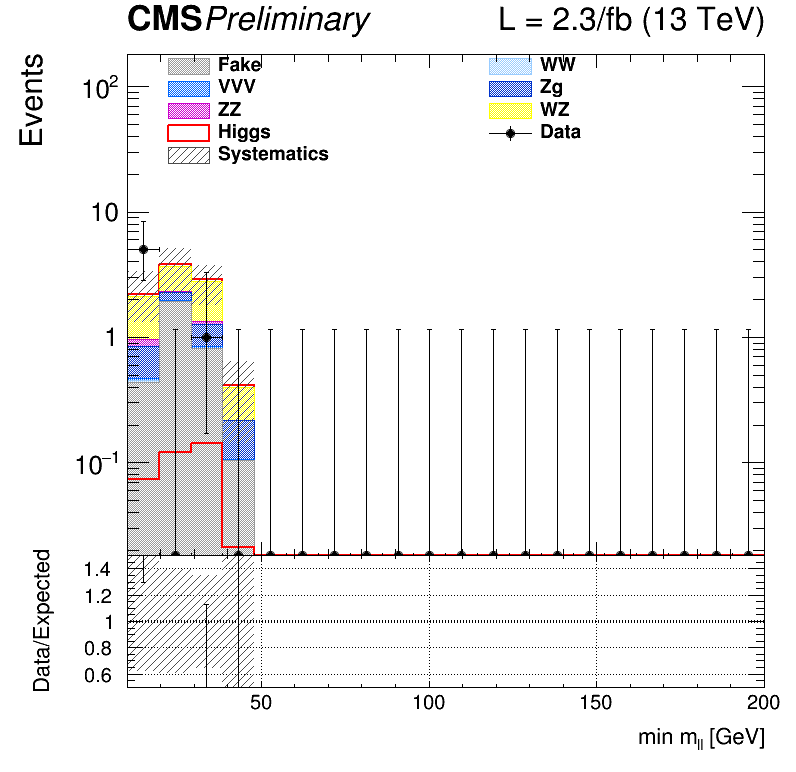 CMS Preliminary L = 2.3/fb (13 TeV)
Events
Fake WW
VVV Zg
ZZ WZ
Higgs Data
Systematics
10²
10
1
10⁻¹
Data/Expected
1.4
1.2
1
0.8
0.6
50 100 150 200
min m_ll [GeV]